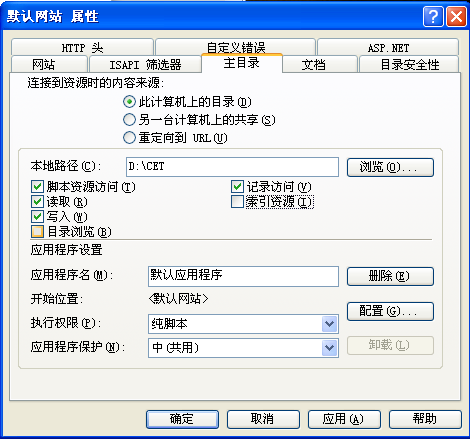 默认网站 属性
HTTP 头 自定义错误 ASP.NET
网站 ISAPI 筛选器 主目录 文档 目录安全性
连接到资源时的内容来源:
此计算机上的目录(D)
另一台计算机上的共享(S)
重定向到 URL(U)
本地路径(C): D:\CET 浏览(O)...
脚本资源访问(T) 记录访问(V)
读取(R) 索引资源(I)
写入(W)
目录浏览(B)
应用程序设置
应用程序名(M): 默认应用程序 删除(E)
开始位置: <默认网站>
配置(G)...
执行权限(P): 纯脚本
应用程序保护(N): 中(共用) 卸载(L)
确定 取消 应用(A) 帮助